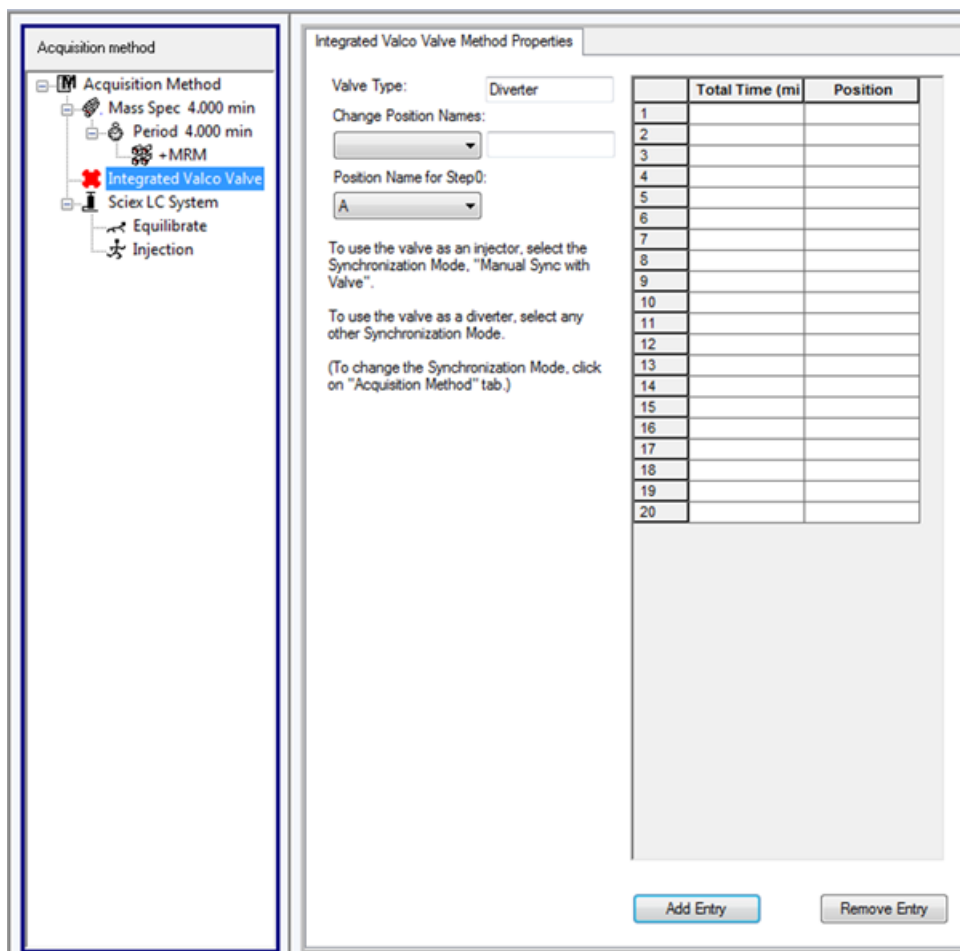 Acquisition method
Acquisition Method
Mass Spec 4.000 min
Period 4.000 min
+MRM
Integrated Valco Valve
Sciex LC System
Equilibrate
Injection
Integrated Valco Valve Method Properties
Valve Type:
Diverter
Change Position Names:
Position Name for Step0:
A
To use the valve as an injector, select the
Synchronization Mode, "Manual Sync with
Valve".
To use the valve as a diverter, select any
other Synchronization Mode.
(To change the Synchronization Mode, click
on "Acquisition Method" tab.)
Total Time (mi Position
1
2
3
4
5
6
7
8
9
10
11
12
13
14
15
16
17
18
19
20
Add Entry
Remove Entry